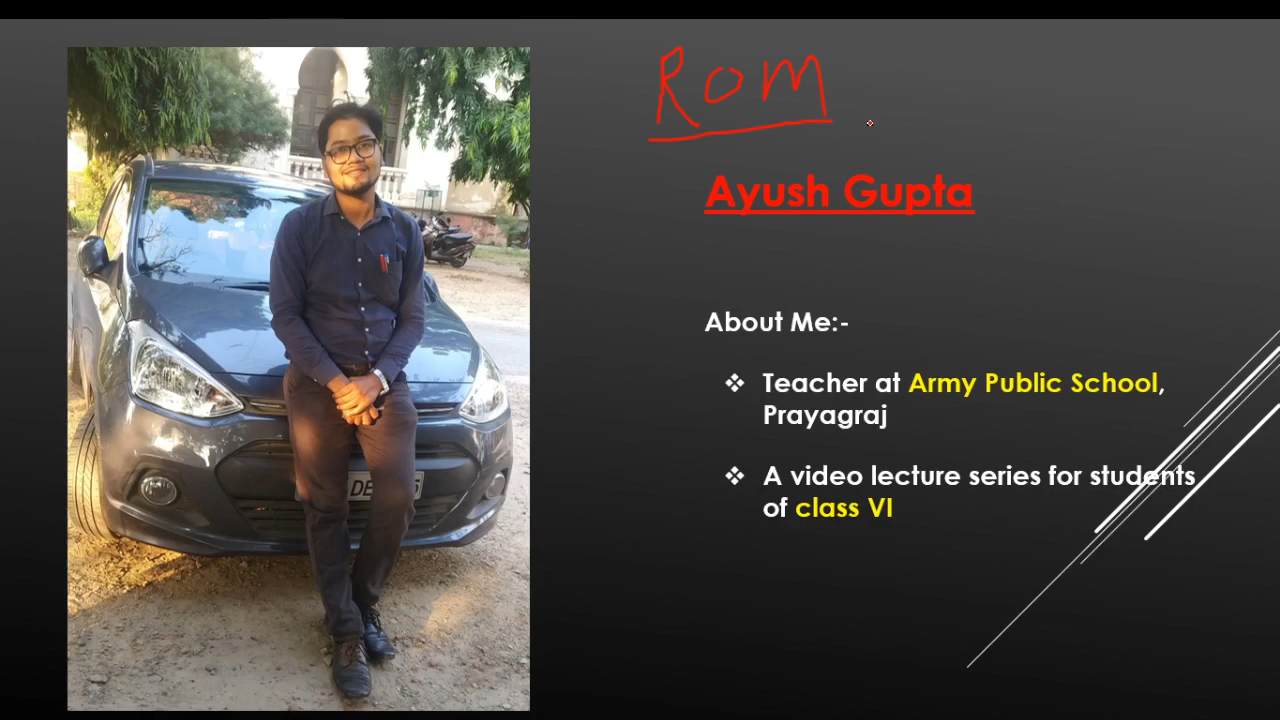 ROM
Ayush Gupta
About Me:-
❖ Teacher at Army Public School,
Prayagraj
❖ A video lecture series for students
of class VI